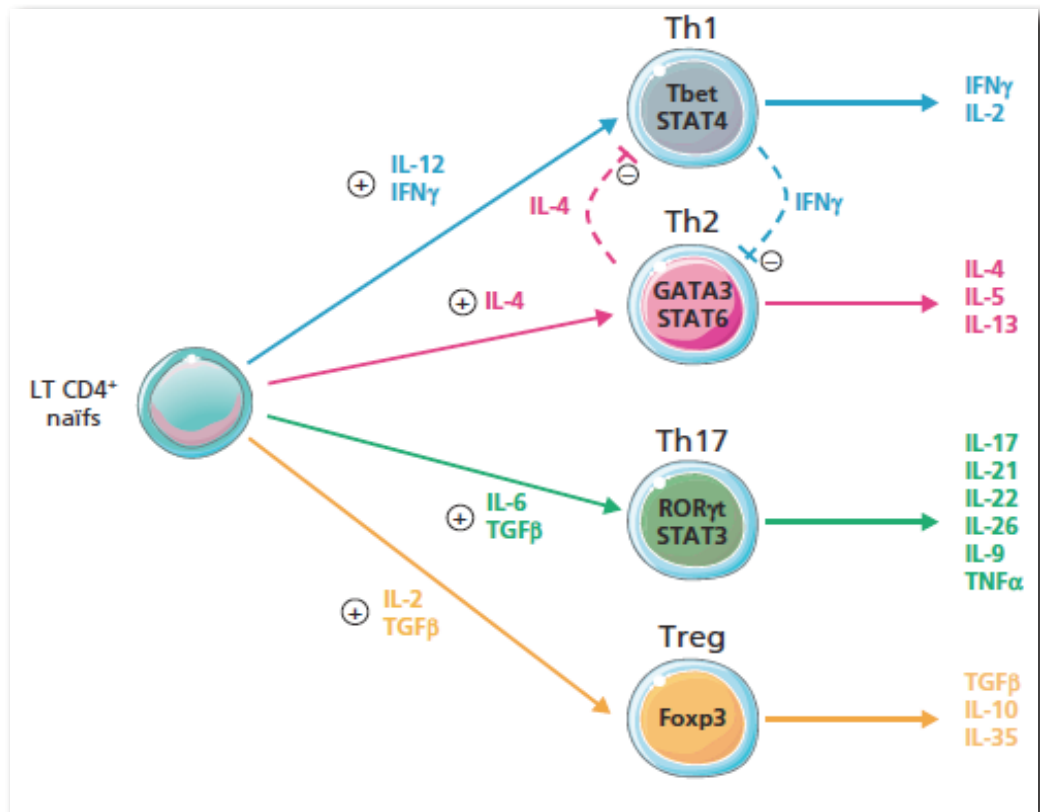 Th1
Tbet
STAT4
IFNγ
IL-2
+
IL-12
IFNγ
−
IL-4
IFNγ
Th2
−
GATA3
STAT6
IL-4
IL-5
IL-13
+ IL-4
LT CD4⁺
naïfs
Th17
RORγt
STAT3
IL-17
IL-21
IL-22
IL-26
IL-9
TNFα
+
IL-6
TGFβ
+
IL-2
TGFβ
Treg
Foxp3
TGFβ
IL-10
IL-35